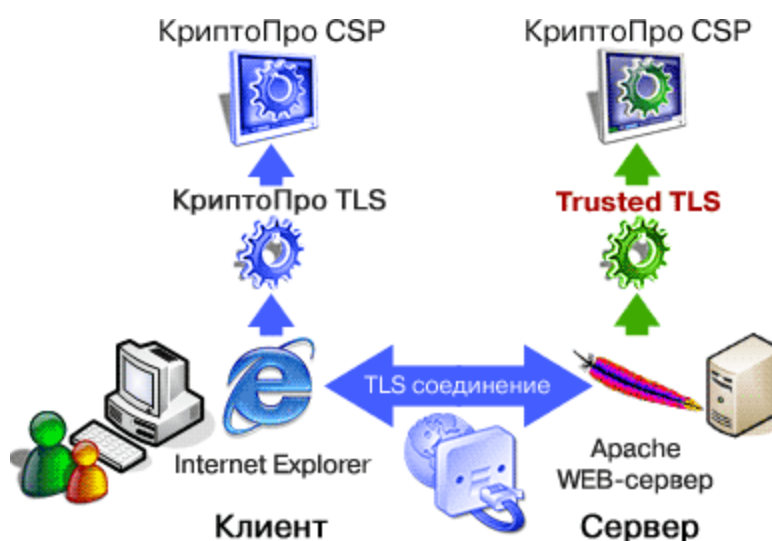 КриптоПро CSP
КриптоПро CSP
КриптоПро TLS
Trusted TLS
TLS соединение
Internet Explorer
Apache
WEB-сервер
Клиент
Сервер